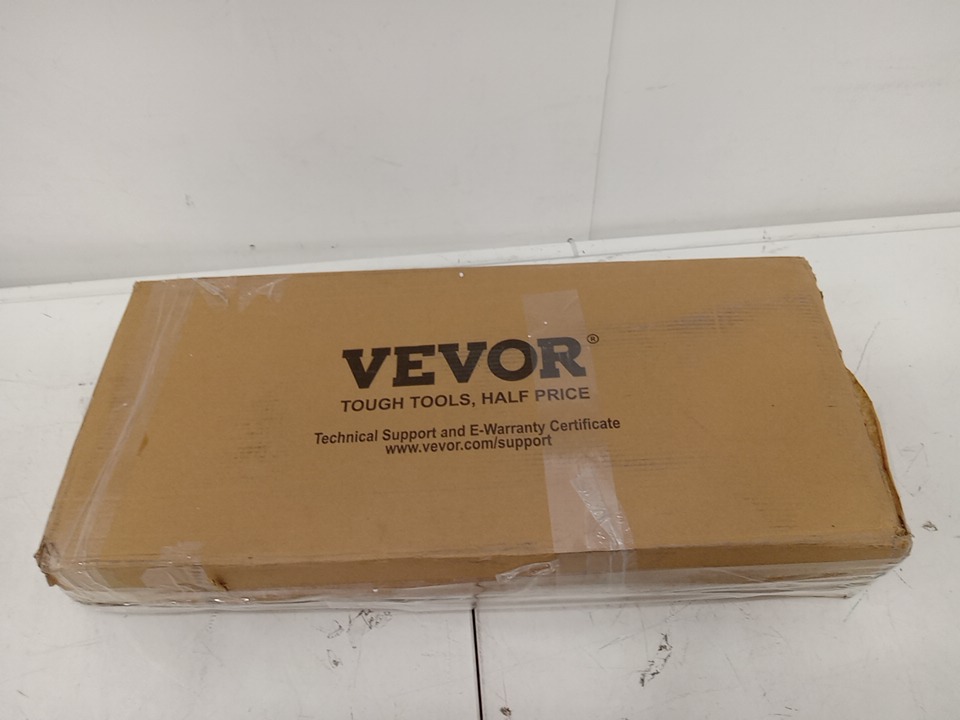 VEVOR®
TOUGH TOOLS, HALF PRICE
Technical Support and E-Warranty Certificate
www.vevor.com/support